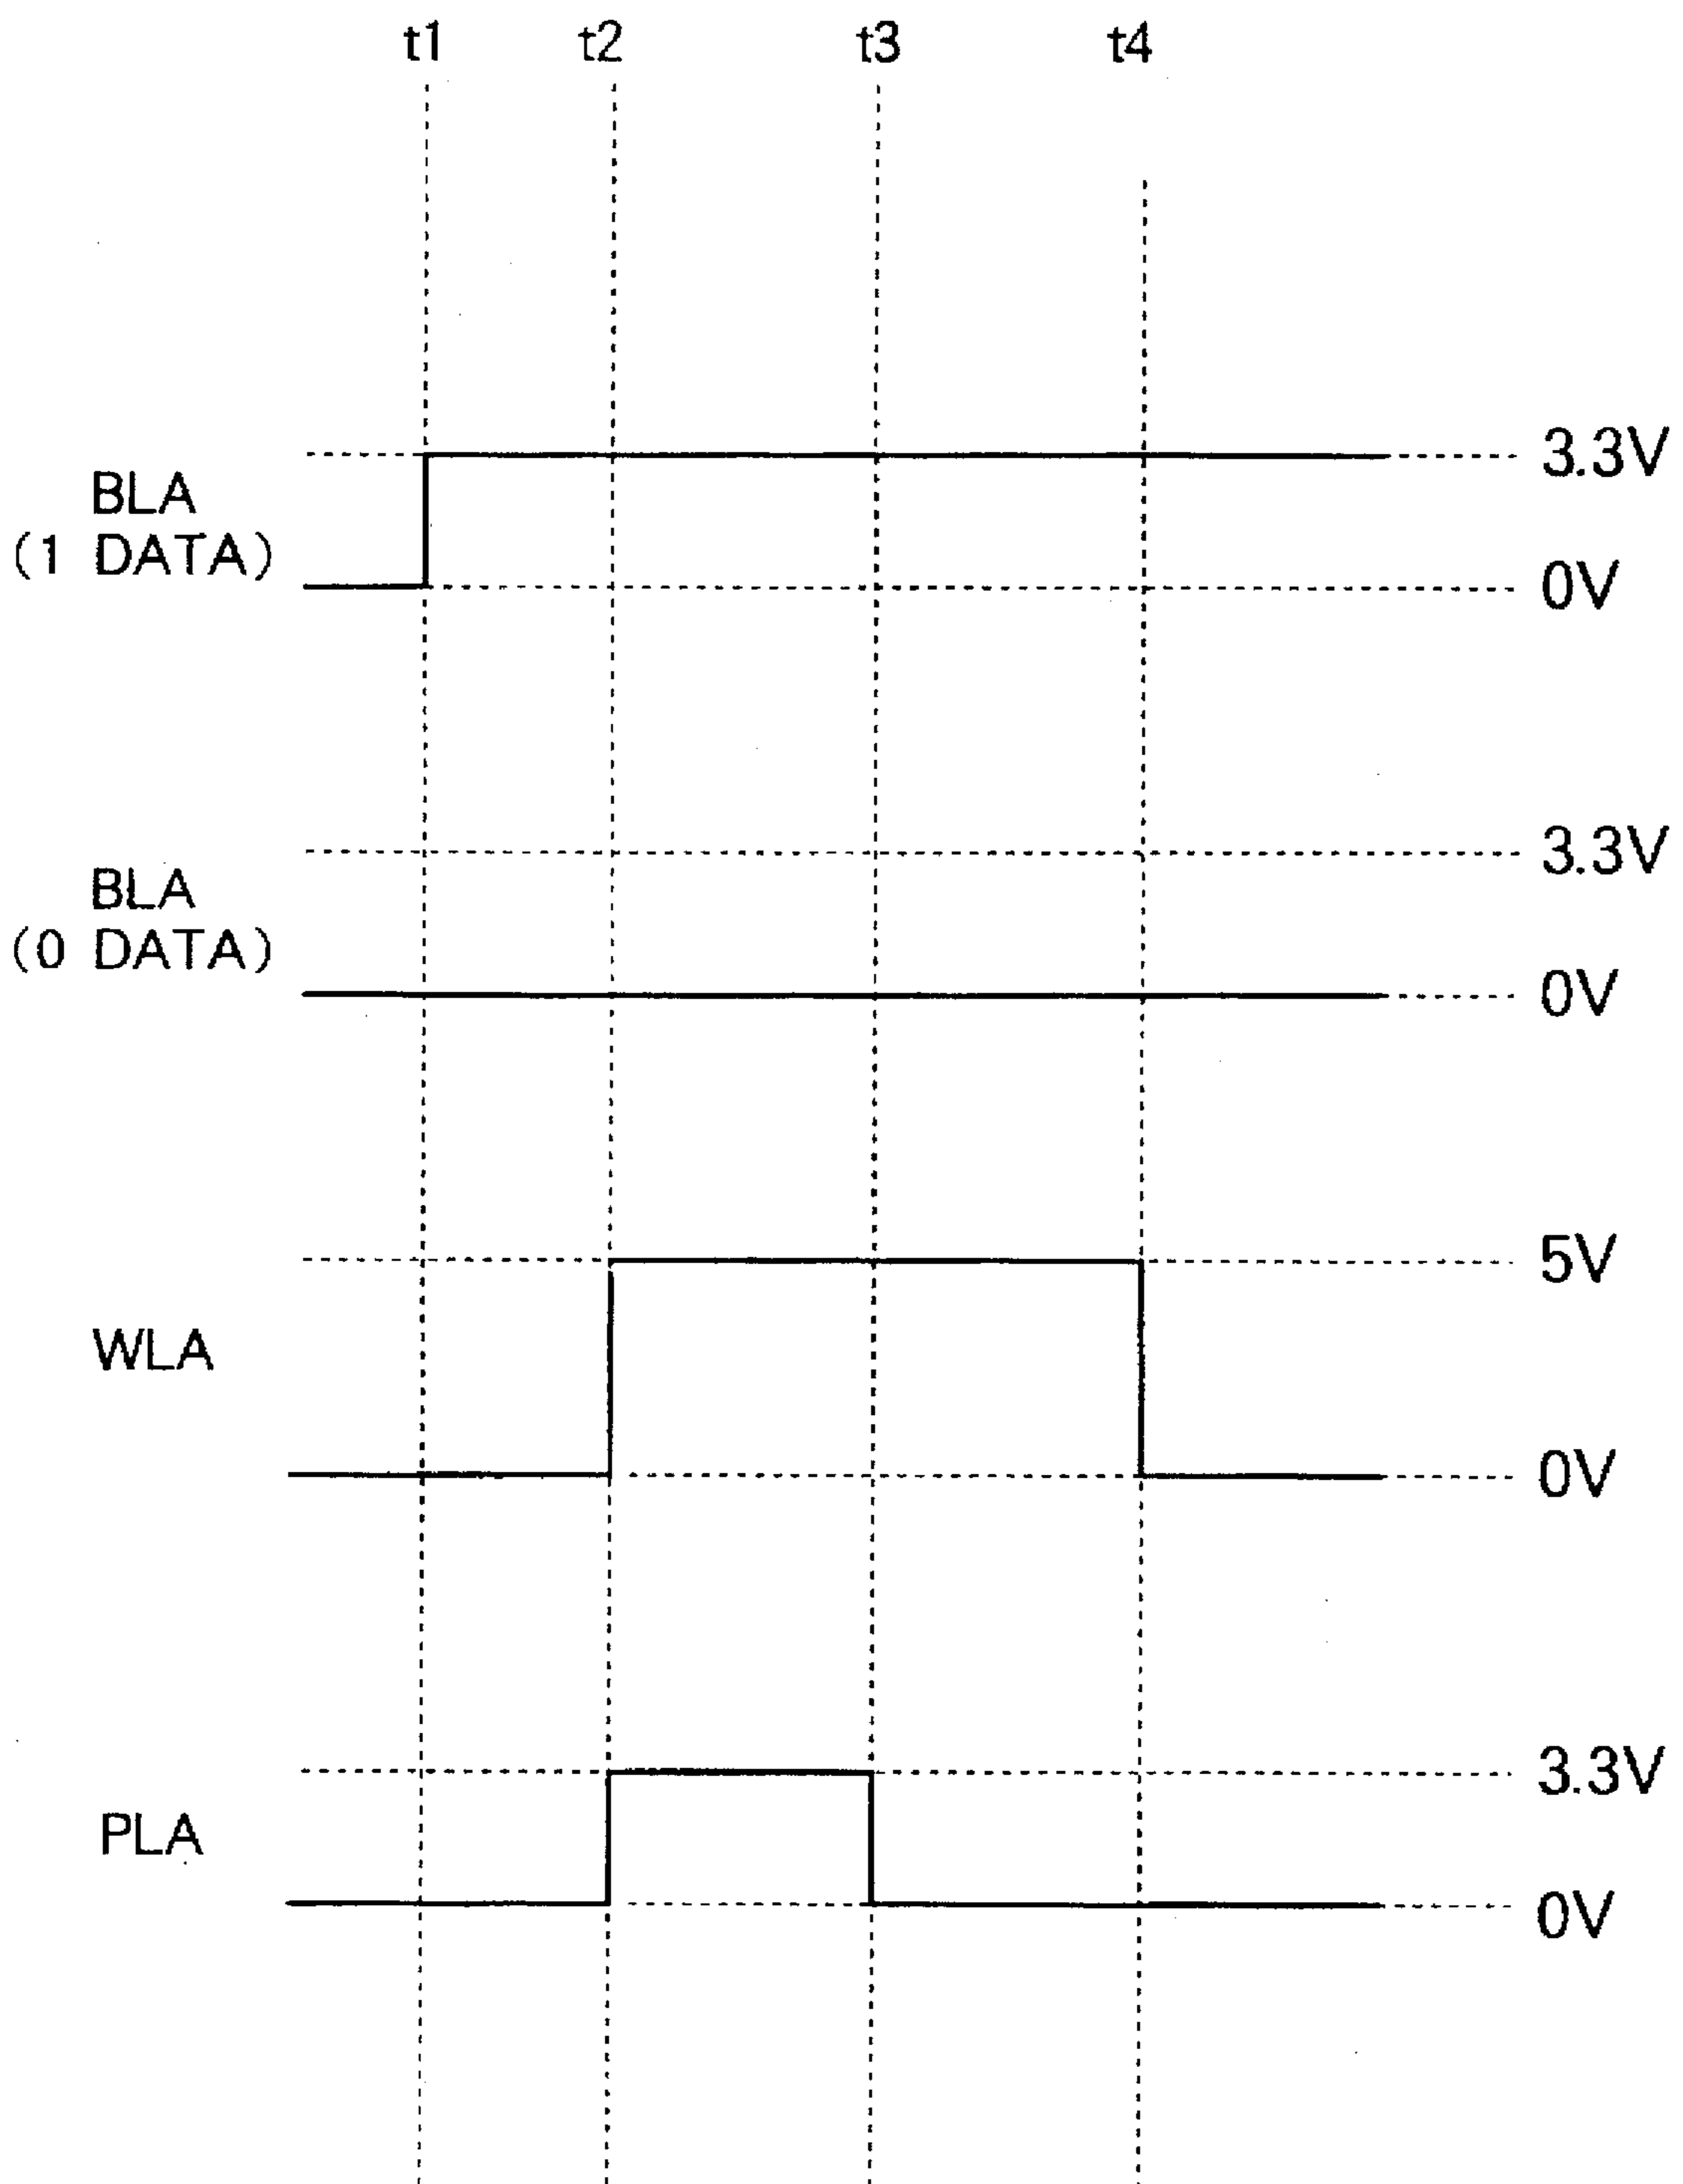 t1 t2 t3 t4
3.3V
BLA
(1 DATA)
0V
3.3V
BLA
(0 DATA)
0V
5V
WLA
0V
3.3V
PLA
0V